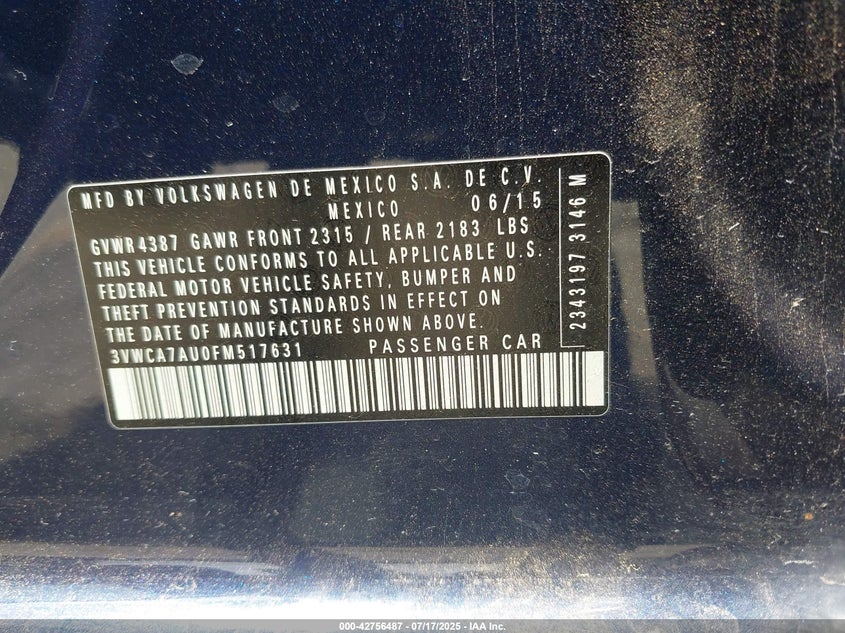 MFD BY VOLKSWAGEN DE MEXICO S.A. DE C.V.
MEXICO 06/15
GVWR 4387 GAWR FRONT 2315 / REAR 2183 LBS
THIS VEHICLE CONFORMS TO ALL APPLICABLE U.S.
FEDERAL MOTOR VEHICLE SAFETY, BUMPER AND
THEFT PREVENTION STANDARDS IN EFFECT ON
THE DATE OF MANUFACTURE SHOWN ABOVE.
3VWCA7AU0FM517631 PASSENGER CAR
2343197 3146 M
000-42756487 - 07/17/2025 - IAA Inc.